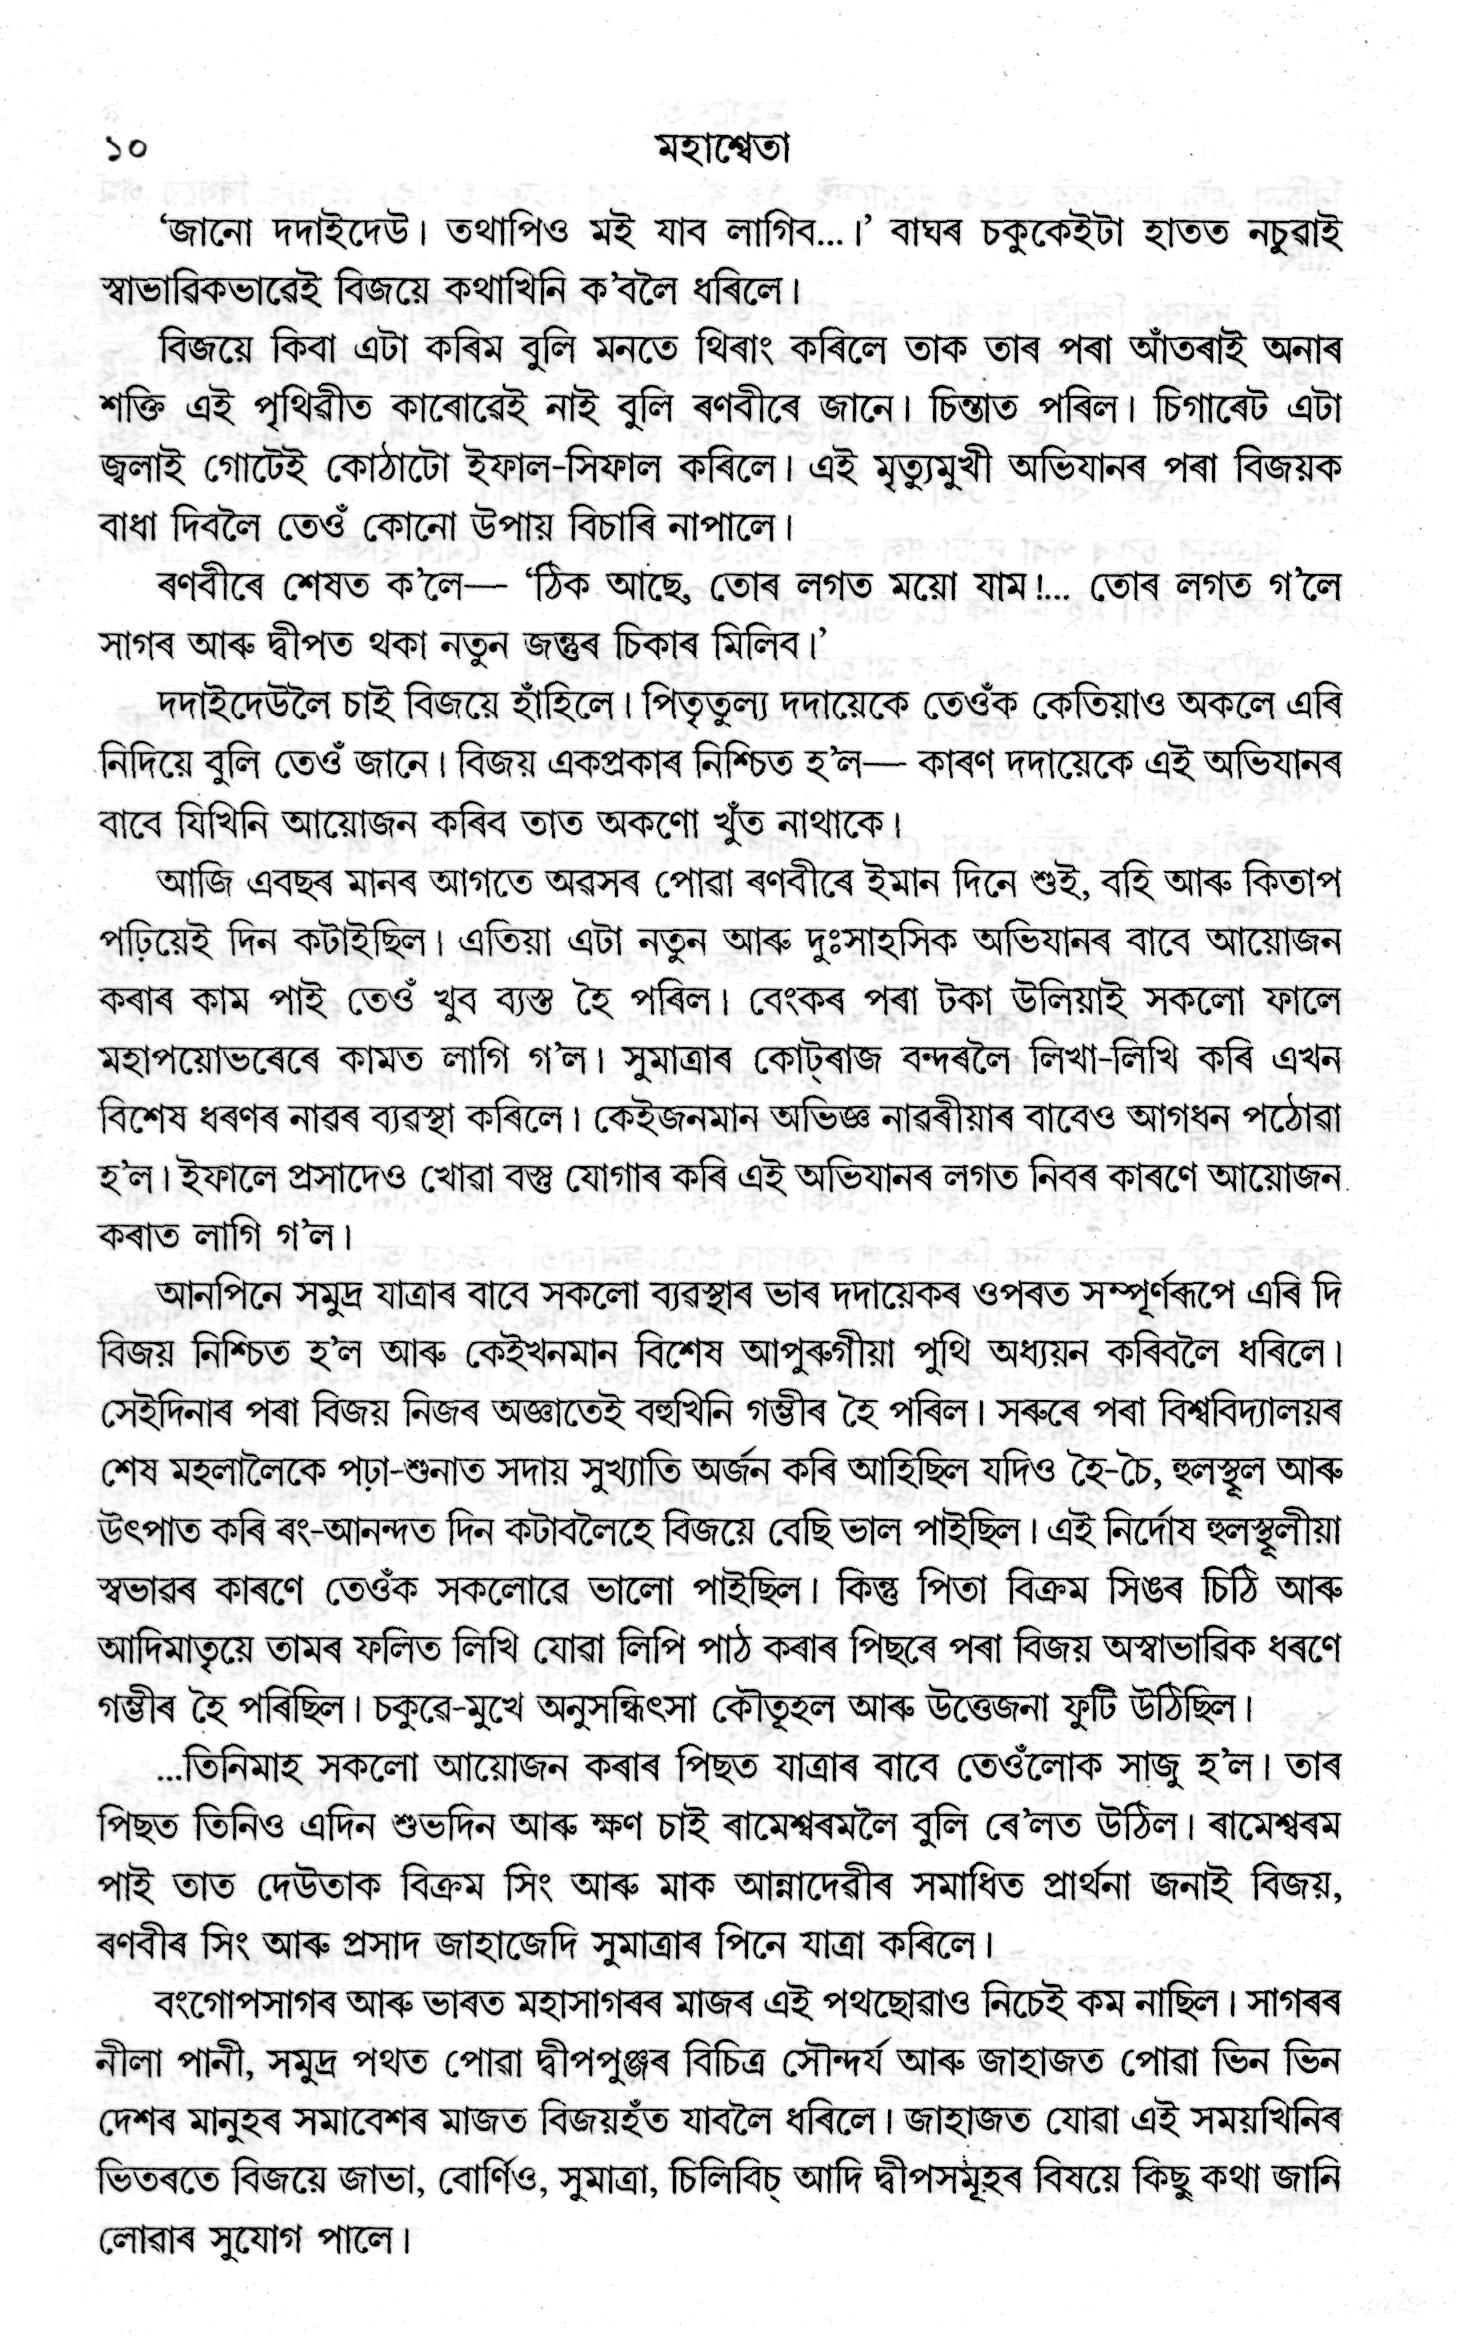 ১০
মহাশ্বেতা
‘জানো দদাইদেউ। তথাপিও মই যাব লাগিব...।’ বাঘৰ চকুকেইটা হাতত নচুৱাই
স্বাভাৱিকভাৱেই বিজয়ে কথাখিনি ক’বলৈ ধৰিলে।
বিজয়ে কিবা এটা কৰিম বুলি মনতে থিৰাং কৰিলে তাক তাৰ পৰা আঁতৰাই অনাৰ
শক্তি এই পৃথিৱীত কাৰোৱেই নাই বুলি ৰণবীৰে জানে। চিন্তাত পৰিল। চিগাৰেট এটা
জ্বলাই গোটেই কোঠাটো ইফাল-সিফাল কৰিলে। এই মৃত্যুমুখী অভিযানৰ পৰা বিজয়ক
বাধা দিবলৈ তেওঁ কোনো উপায় বিচাৰি নাপালে।
ৰণবীৰে শেষত ক’লে— ‘ঠিক আছে, তোৰ লগত ময়ো যাম!... তোৰ লগত গ’লে
সাগৰ আৰু দ্বীপত থকা নতুন জন্তুৰ চিকাৰ মিলিব।’
দদাইদেউলৈ চাই বিজয়ে হাঁহিলে। পিতৃতুল্য দদায়েকে তেওঁক কেতিয়াও অকলে এৰি
নিদিয়ে বুলি তেওঁ জানে। বিজয় একপ্ৰকাৰ নিশ্চিত হ’ল— কাৰণ দদায়েকে এই অভিযানৰ
বাবে যিখিনি আয়োজন কৰিব তাত অকণো খুঁত নাথাকে।
আজি এবছৰ মানৰ আগতে অৱসৰ পোৱা ৰণবীৰে ইমান দিনে শুই, বহি আৰু কিতাপ
পঢ়িয়েই দিন কটাইছিল। এতিয়া এটা নতুন আৰু দুঃসাহসিক অভিযানৰ বাবে আয়োজন
কৰাৰ কাম পাই তেওঁ খুব ব্যস্ত হৈ পৰিল। বেংকৰ পৰা টকা উলিয়াই সকলো ফালে
মহাপয়োভৰেৰে কামত লাগি গ’ল। সুমাত্ৰাৰ কোট্‌ৰাজ বন্দৰলৈ লিখা-লিখি কৰি এখন
বিশেষ ধৰণৰ নাৱৰ ব্যৱস্থা কৰিলে। কেইজনমান অভিজ্ঞ নাৱৰীয়াৰ বাবেও আগধন পঠোৱা
হ’ল। ইফালে প্ৰসাদেও খোৱা বস্তু যোগাৰ কৰি এই অভিযানৰ লগত নিবৰ কাৰণে আয়োজন
কৰাত লাগি গ’ল।
আনপিনে সমুদ্ৰ যাত্ৰাৰ বাবে সকলো ব্যৱস্থাৰ ভাৰ দদায়েকৰ ওপৰত সম্পূৰ্ণৰূপে এৰি দি
বিজয় নিশ্চিত হ’ল আৰু কেইখনমান বিশেষ আপুৰুগীয়া পুথি অধ্যয়ন কৰিবলৈ ধৰিলে।
সেইদিনাৰ পৰা বিজয় নিজৰ অজ্ঞাতেই বহুখিনি গম্ভীৰ হৈ পৰিল। সৰুৰে পৰা বিশ্ববিদ্যালয়ৰ
শেষ মহলালৈকে পঢ়া-শুনাত সদায় সুখ্যাতি অৰ্জন কৰি আহিছিল যদিও হৈ-চৈ, হুলস্থূল আৰু
উৎপাত কৰি ৰং-আনন্দত দিন কটাবলৈহে বিজয়ে বেছি ভাল পাইছিল। এই নিৰ্দোষ হুলস্থূলীয়া
স্বভাৱৰ কাৰণে তেওঁক সকলোৱে ভালো পাইছিল। কিন্তু পিতা বিক্ৰম সিঙৰ চিঠি আৰু
আদিমাতৃয়ে তামৰ ফলিত লিখি যোৱা লিপি পাঠ কৰাৰ পিছৰে পৰা বিজয় অস্বাভাৱিক ধৰণে
গম্ভীৰ হৈ পৰিছিল। চকুৱে-মুখে অনুসন্ধিৎসা কৌতূহল আৰু উত্তেজনা ফুটি উঠিছিল।
...তিনিমাহ সকলো আয়োজন কৰাৰ পিছত যাত্ৰাৰ বাবে তেওঁলোক সাজু হ’ল। তাৰ
পিছত তিনিও এদিন শুভদিন আৰু ক্ষণ চাই ৰামেশ্বৰমলৈ বুলি ৰে’লত উঠিল। ৰামেশ্বৰম
পাই তাত দেউতাক বিক্ৰম সিং আৰু মাক আন্নাদেৱীৰ সমাধিত প্ৰাৰ্থনা জনাই বিজয়,
ৰণবীৰ সিং আৰু প্ৰসাদ জাহাজেদি সুমাত্ৰাৰ পিনে যাত্ৰা কৰিলে।
বংগোপসাগৰ আৰু ভাৰত মহাসাগৰৰ মাজৰ এই পথছোৱাও নিচেই কম নাছিল। সাগৰৰ
নীলা পানী, সমুদ্ৰ পথত পোৱা দ্বীপপুঞ্জৰ বিচিত্ৰ সৌন্দৰ্য আৰু জাহাজত পোৱা ভিন ভিন
দেশৰ মানুহৰ সমাবেশৰ মাজত বিজয়হঁত যাবলৈ ধৰিলে। জাহাজত যোৱা এই সময়খিনিৰ
ভিতৰতে বিজয়ে জাভা, বোৰ্ণিও, সুমাত্ৰা, চিলিবিচ্ আদি দ্বীপসমূহৰ বিষয়ে কিছু কথা জানি
লোৱাৰ সুযোগ পালে।